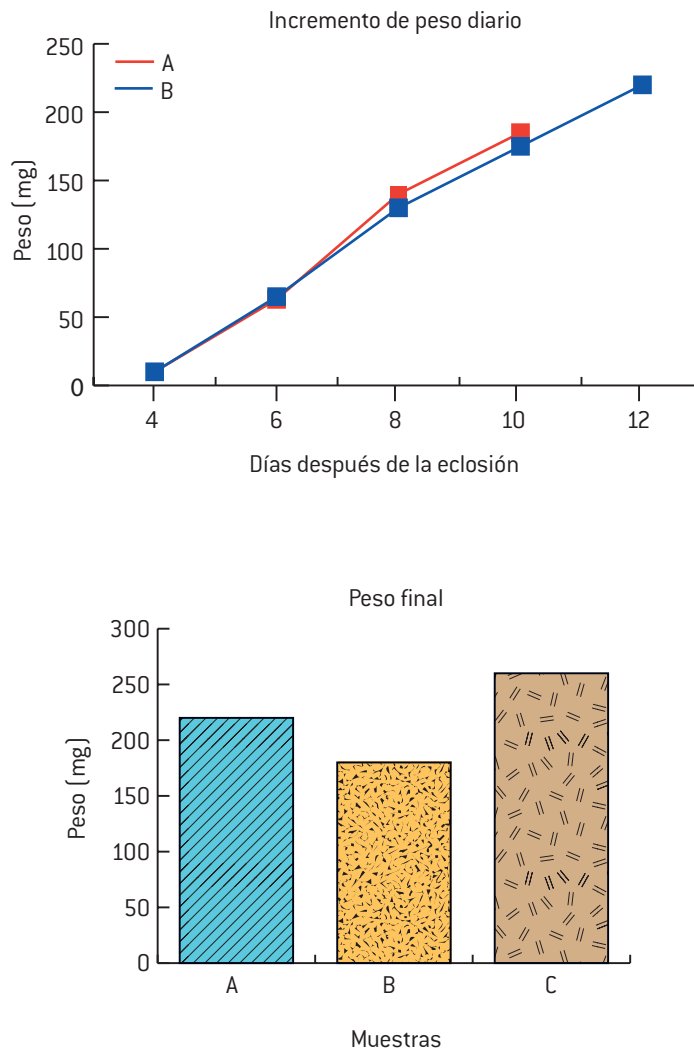 Incremento de peso diario
250
200
150
100
50
0
A
B
Peso (mg)
4 6 8 10 12
Días después de la eclosión
Peso final
300
250
200
150
100
50
0
Peso (mg)
A B C
Muestras